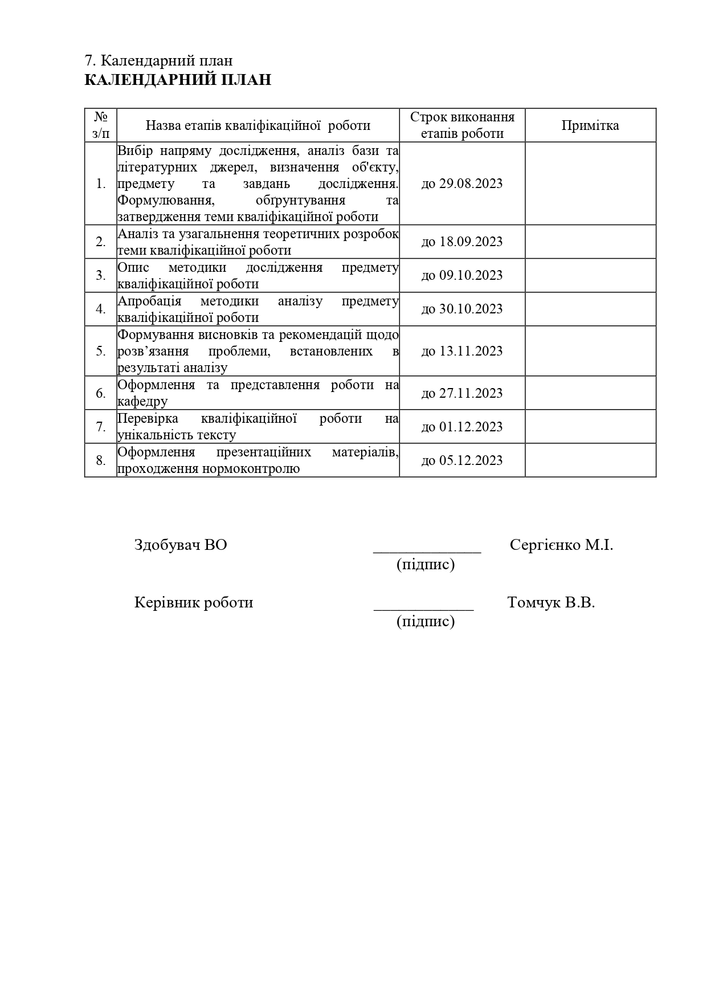 7. Календарний план
КАЛЕНДАРНИЙ ПЛАН
№ з/п
Назва етапів кваліфікаційної роботи
Строк виконання
етапів роботи
Примітка
1.
Вибір напряму дослідження, аналіз бази та
літературних джерел, визначення об'єкту,
предмету та завдань дослідження.
Формулювання, обґрунтування та
затвердження теми кваліфікаційної роботи
до 29.08.2023
2.
Аналіз та узагальнення теоретичних розробок
теми кваліфікаційної роботи
до 18.09.2023
3.
Опис методики дослідження предмету
кваліфікаційної роботи
до 09.10.2023
4.
Апробація методики аналізу предмету
кваліфікаційної роботи
до 30.10.2023
5.
Формування висновків та рекомендацій щодо
розв’язання проблеми, встановлених в
результаті аналізу
до 13.11.2023
6.
Оформлення та представлення роботи на
кафедру
до 27.11.2023
7.
Перевірка кваліфікаційної роботи на
унікальність тексту
до 01.12.2023
8.
Оформлення презентаційних матеріалів,
проходження нормоконтролю
до 05.12.2023
Здобувач ВО _____________ Сергієнко М.І.
(підпис)
Керівник роботи ____________ Томчук В.В.
(підпис)